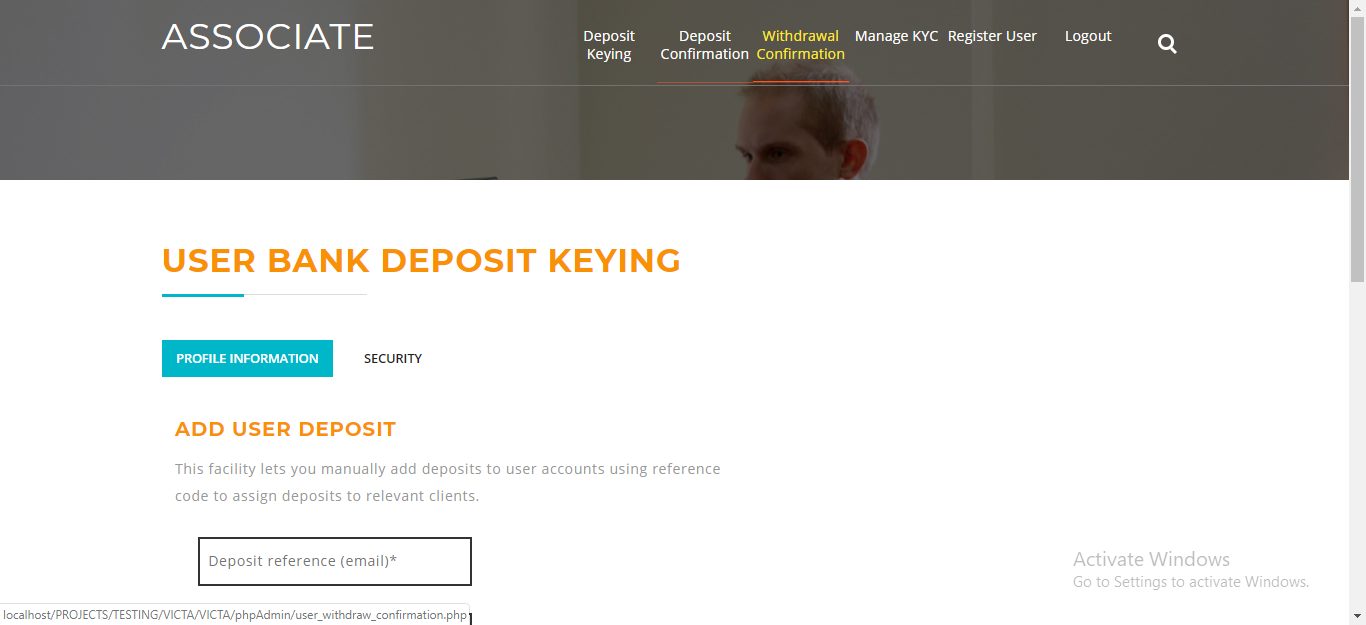 ASSOCIATE
Deposit
Keying
Deposit
Confirmation
Withdrawal
Confirmation
Manage KYC
Register User
Logout
USER BANK DEPOSIT KEYING
PROFILE INFORMATION
SECURITY
ADD USER DEPOSIT
This facility lets you manually add deposits to user accounts using reference
code to assign deposits to relevant clients.
Deposit reference (email)*
Activate Windows
Go to Settings to activate Windows.
localhost/PROJECTS/TESTING/VICTA/VICTA/phpAdmin/user_withdraw_confirmation.php